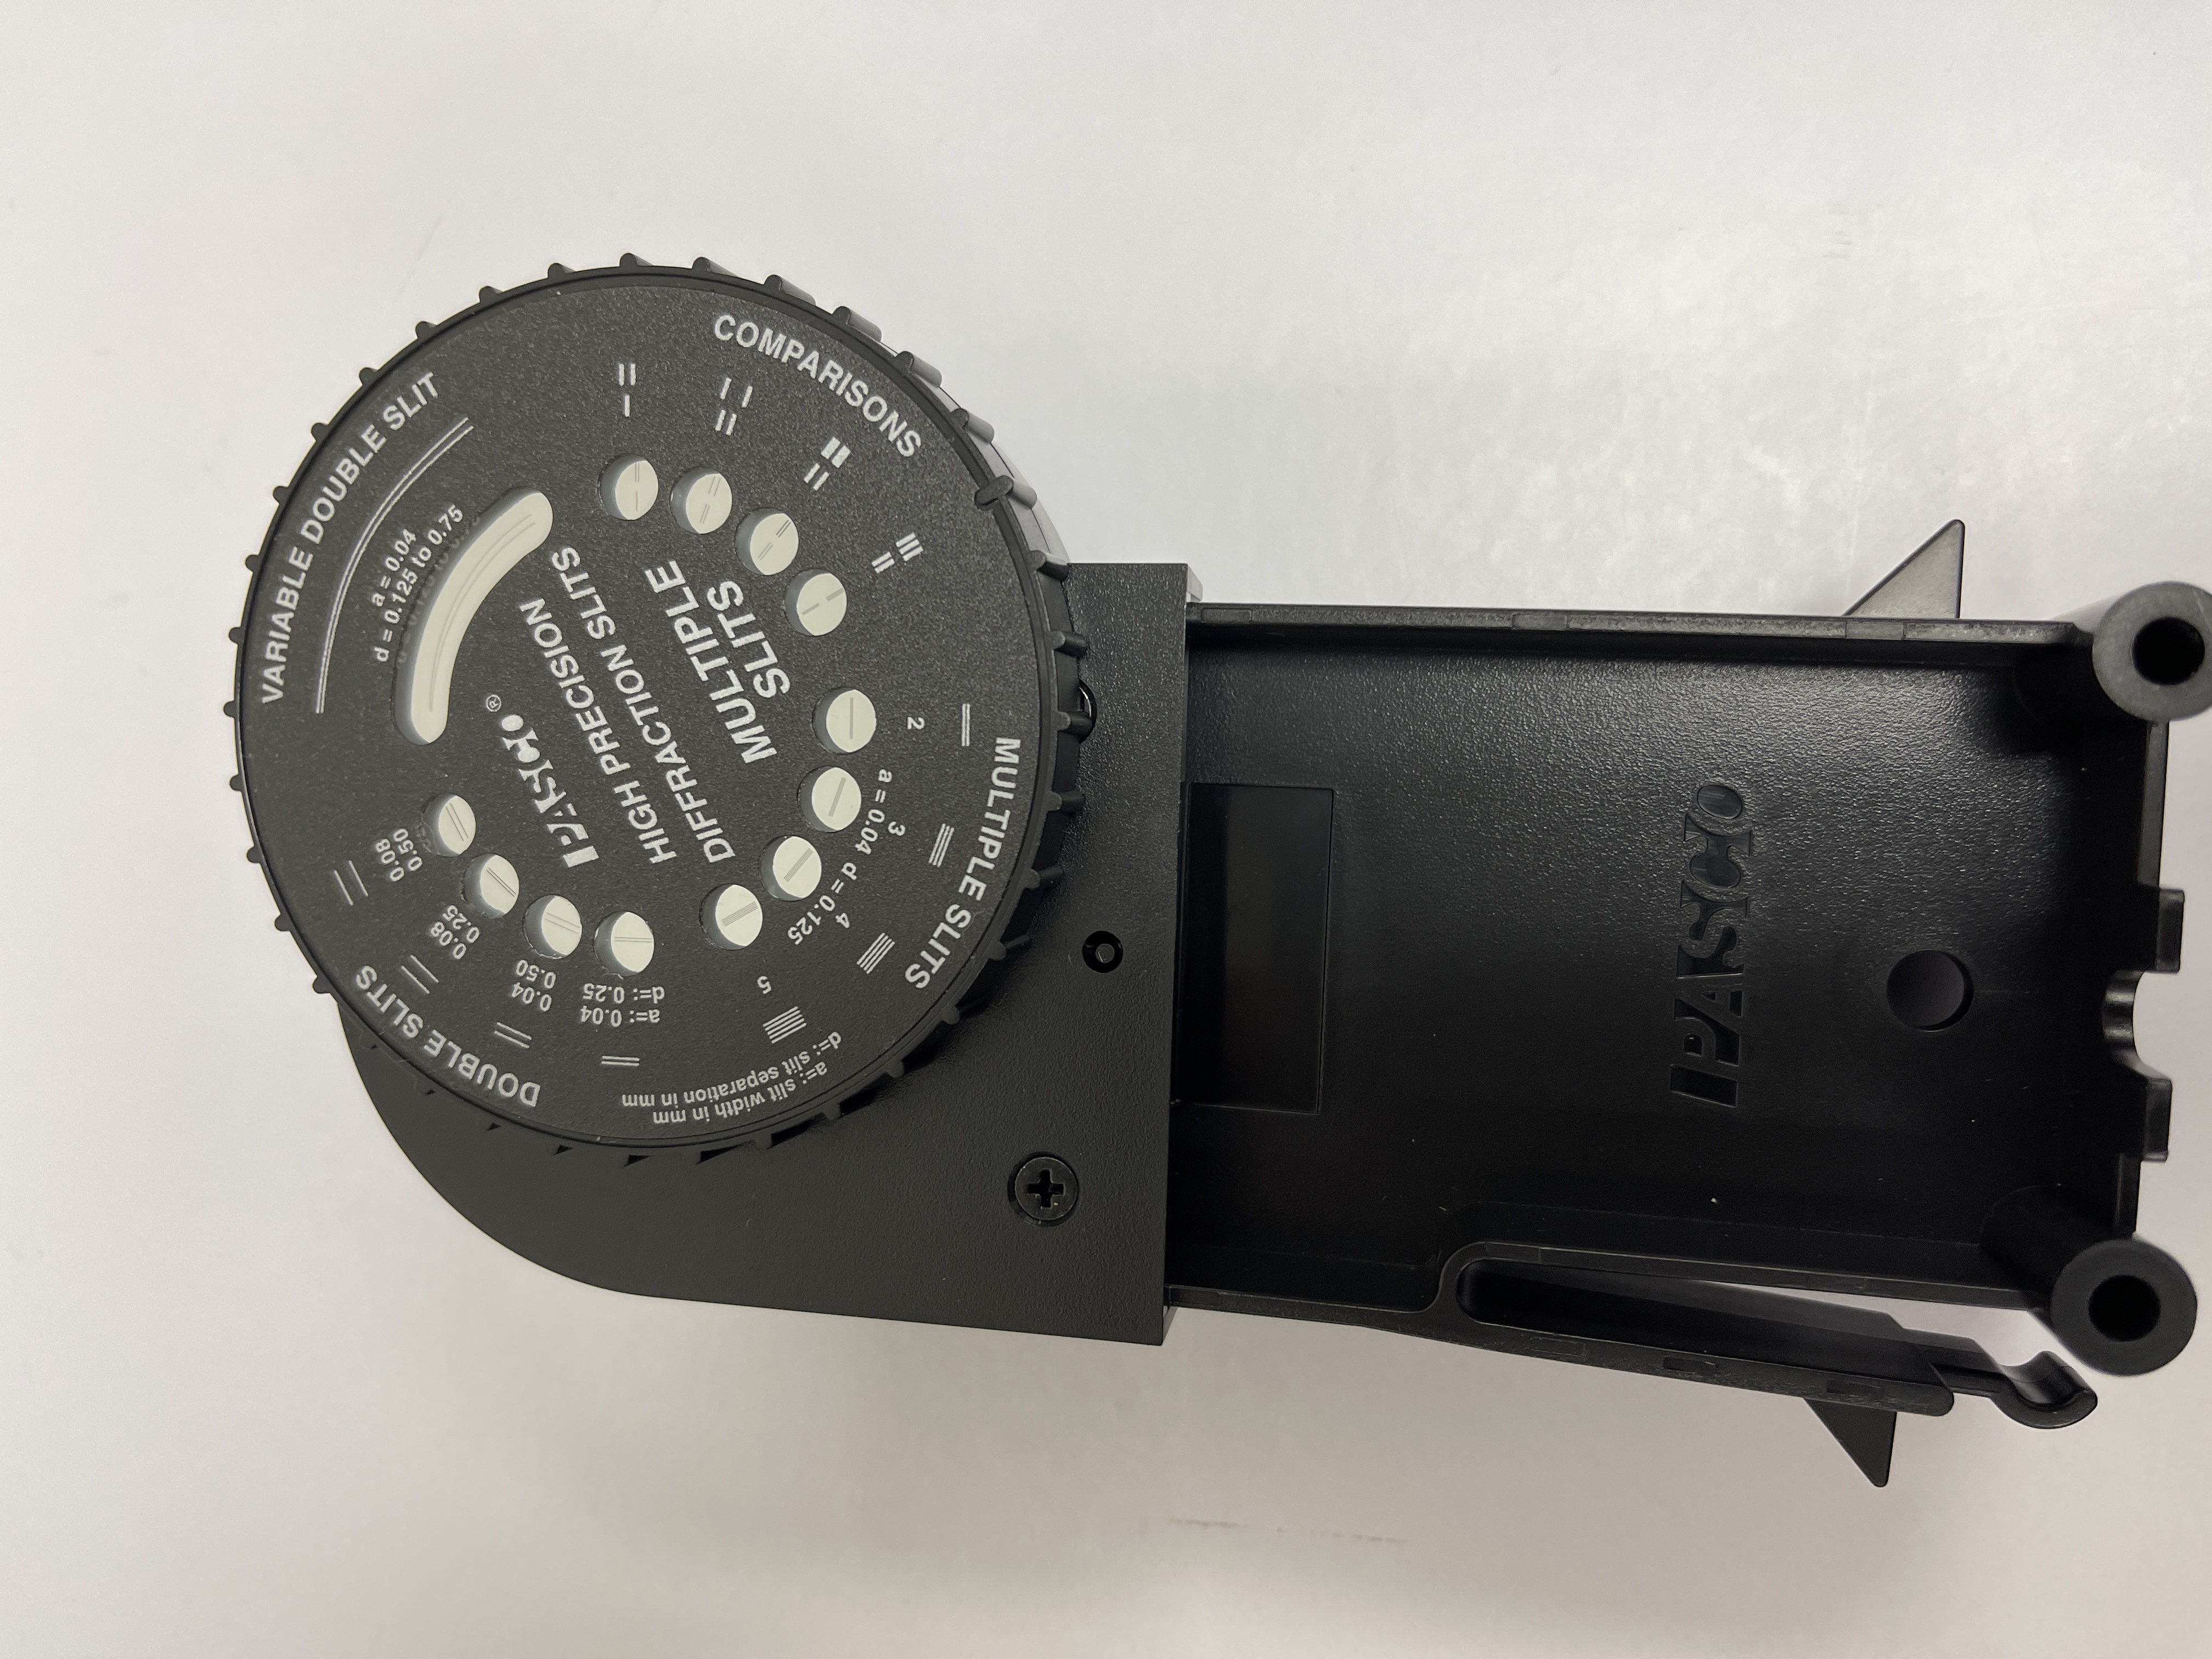 VARIABLE DOUBLE SLIT
a = 0.04
d = 0.125 to 0.75
DOUBLE SLITS
0.08
0.50
0.08
0.25
0.04
0.50
a=: 0.04
d=: 0.25
a=: slit width in mm
d=: slit separation in mm
PASCO®
HIGH PRECISION
DIFFRACTION SLITS
MULTIPLE
SLITS
COMPARISONS
5
4
3
2
a = 0.04 d = 0.125
MULTIPLE SLITS
PASCO